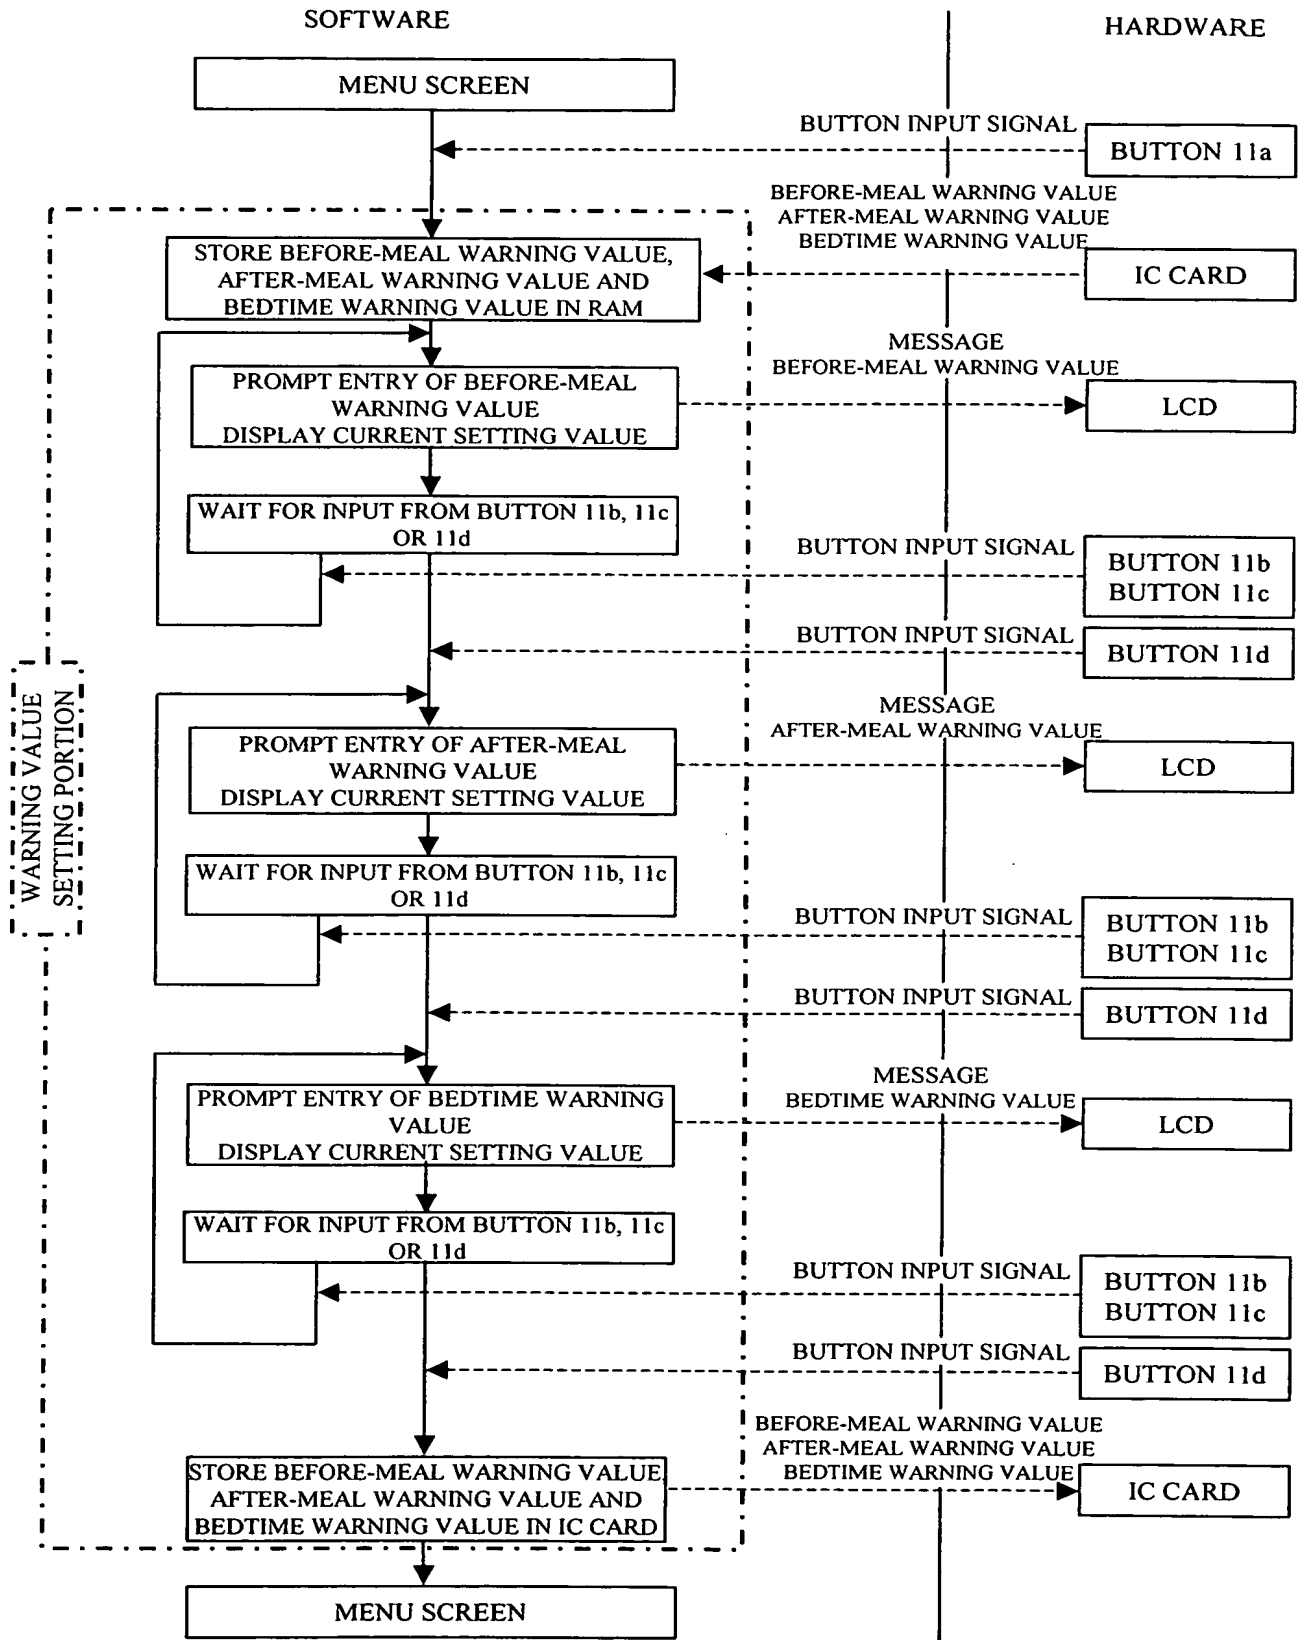 SOFTWARE
HARDWARE
MENU SCREEN
BUTTON INPUT SIGNAL
BUTTON 11a
BEFORE-MEAL WARNING VALUE
AFTER-MEAL WARNING VALUE
BEDTIME WARNING VALUE
STORE BEFORE-MEAL WARNING VALUE,
AFTER-MEAL WARNING VALUE AND
BEDTIME WARNING VALUE IN RAM
IC CARD
MESSAGE
BEFORE-MEAL WARNING VALUE
PROMPT ENTRY OF BEFORE-MEAL
WARNING VALUE
DISPLAY CURRENT SETTING VALUE
LCD
WAIT FOR INPUT FROM BUTTON 11b, 11c
OR 11d
BUTTON INPUT SIGNAL
BUTTON 11b
BUTTON 11c
BUTTON INPUT SIGNAL
BUTTON 11d
WARNING VALUE
SETTING PORTION
MESSAGE
AFTER-MEAL WARNING VALUE
PROMPT ENTRY OF AFTER-MEAL
WARNING VALUE
DISPLAY CURRENT SETTING VALUE
LCD
WAIT FOR INPUT FROM BUTTON 11b, 11c
OR 11d
BUTTON INPUT SIGNAL
BUTTON 11b
BUTTON 11c
BUTTON INPUT SIGNAL
BUTTON 11d
MESSAGE
BEDTIME WARNING VALUE
PROMPT ENTRY OF BEDTIME WARNING
VALUE
DISPLAY CURRENT SETTING VALUE
LCD
WAIT FOR INPUT FROM BUTTON 11b, 11c
OR 11d
BUTTON INPUT SIGNAL
BUTTON 11b
BUTTON 11c
BUTTON INPUT SIGNAL
BUTTON 11d
BEFORE-MEAL WARNING VALUE
AFTER-MEAL WARNING VALUE
BEDTIME WARNING VALUE
STORE BEFORE-MEAL WARNING VALUE,
AFTER-MEAL WARNING VALUE AND
BEDTIME WARNING VALUE IN IC CARD
IC CARD
MENU SCREEN